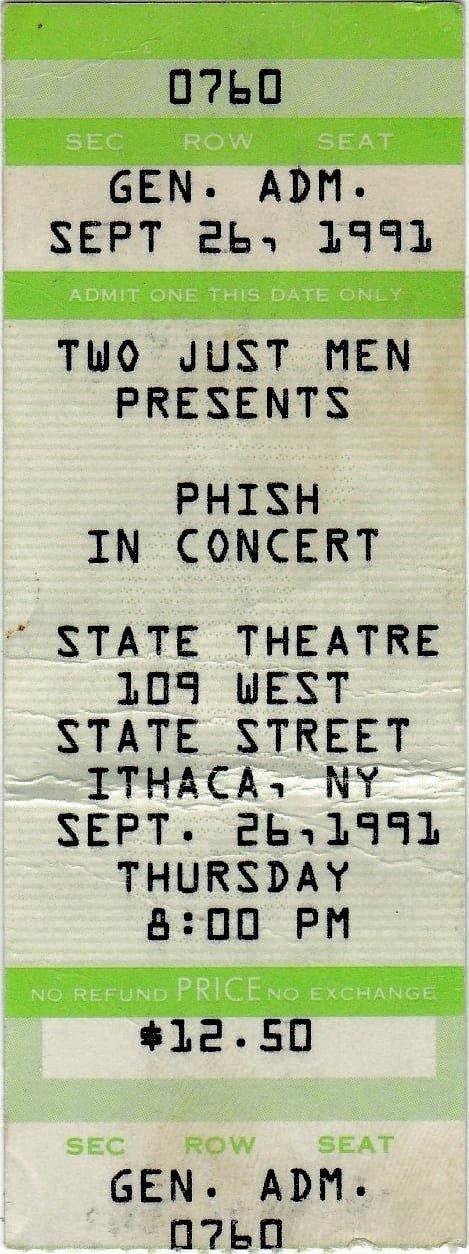 0760
SEC ROW SEAT
GEN. ADM.
SEPT 26, 1991
ADMIT ONE THIS DATE ONLY
TWO JUST MEN
PRESENTS
PHISH
IN CONCERT
STATE THEATRE
109 WEST
STATE STREET
ITHACA, NY
SEPT. 26,1991
THURSDAY
8:00 PM
NO REFUND PRICE NO EXCHANGE
$12.50
SEC ROW SEAT
GEN. ADM.
0760